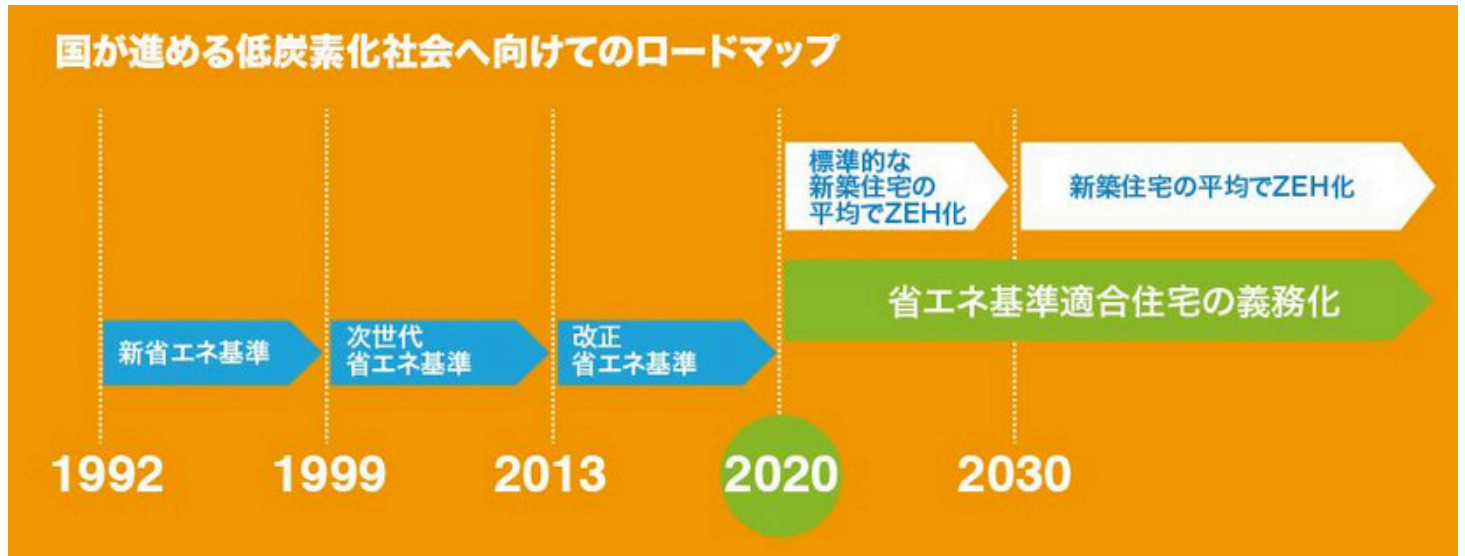 国が進める低炭素化社会へ向けてのロードマップ
標準的な
新築住宅の
平均でZEH化
新築住宅の平均でZEH化
省エネ基準適合住宅の義務化
新省エネ基準
次世代
省エネ基準
改正
省エネ基準
1992
1999
2013
2020
2030